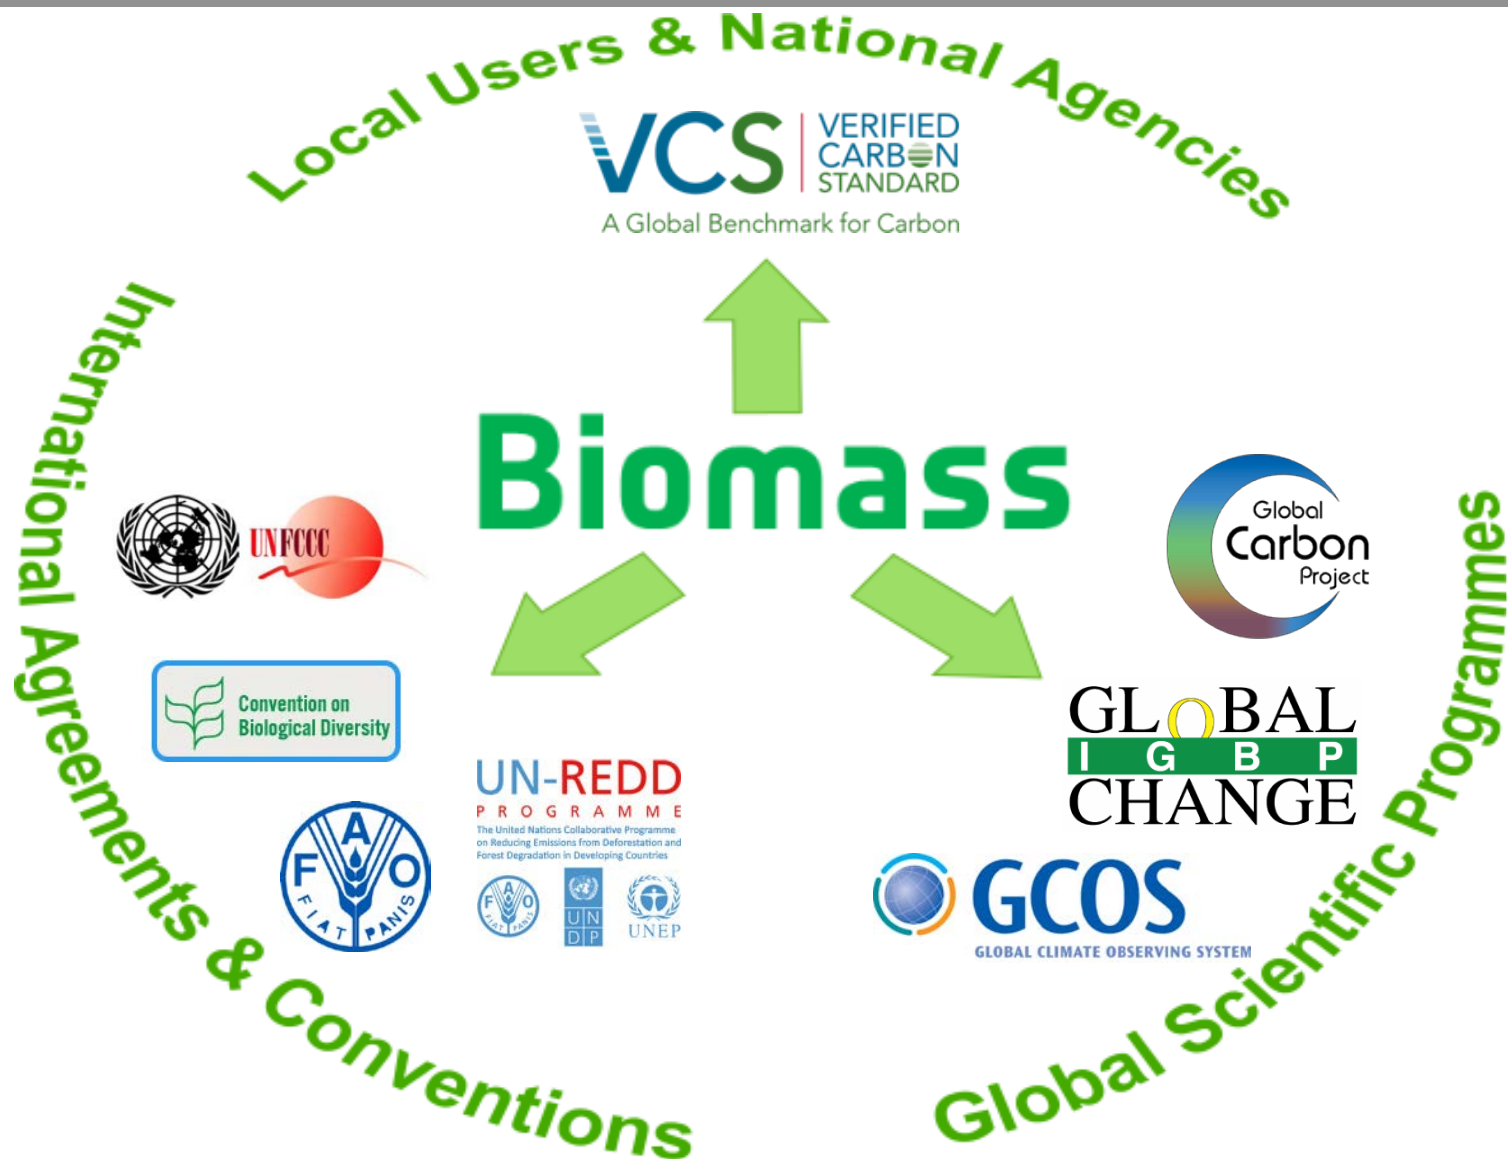 Local Users & National Agencies
VCS
VERIFIED
CARBON
STANDARD
A Global Benchmark for Carbon
Biomass
International Agreements & Conventions
UNFCCC
Convention on
Biological Diversity
FAO
FIAT PANIS
UN-REDD
PROGRAMME
The United Nations Collaborative Programme
on Reducing Emissions from Deforestation and
Forest Degradation in Developing Countries
FAO
FIAT PANIS
UN
DP
UNEP
Global
Carbon
Project
GLOBAL
IGBP
CHANGE
GCOS
GLOBAL CLIMATE OBSERVING SYSTEM
Global Scientific Programmes